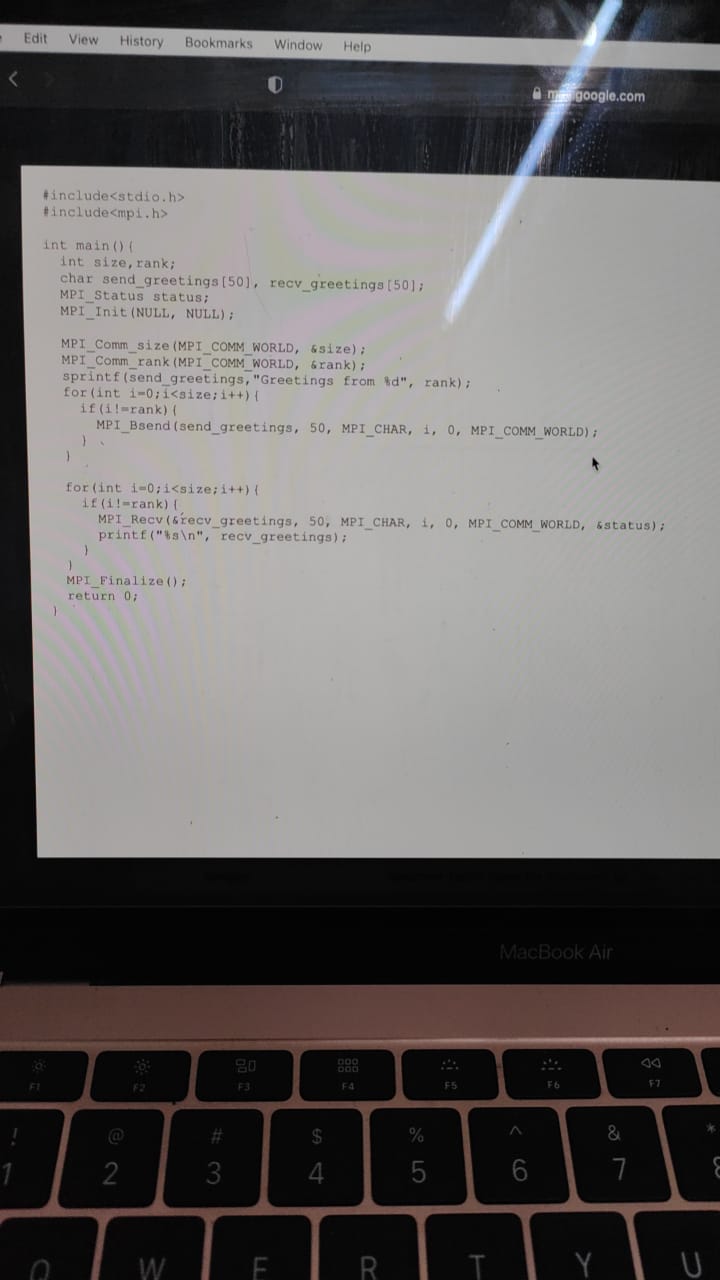 Edit View History Bookmarks Window Help
google.com
#include<stdio.h>
#include<mpi.h>
int main(){
int size,rank;
char send_greetings[50], recv_greetings[50];
MPI_Status status;
MPI_Init(NULL, NULL);
MPI_Comm_size(MPI_COMM_WORLD, &size);
MPI_Comm_rank(MPI_COMM_WORLD, &rank);
sprintf(send_greetings,"Greetings from %d", rank);
for(int i=0;i<size;i++){
if(i!=rank){
MPI_Bsend(send_greetings, 50, MPI_CHAR, i, 0, MPI_COMM_WORLD);
}
}
for(int i=0;i<size;i++){
if(i!=rank){
MPI_Recv(&recv_greetings, 50, MPI_CHAR, i, 0, MPI_COMM_WORLD, &status);
printf("%s\n", recv_greetings);
}
}
MPI_Finalize();
return 0;
}
MacBook Air
F1 F2 F3 F4 F5 F6 F7
! @ # $ % ^ & *
1 2 3 4 5 6 7 8
Q W E R T Y U